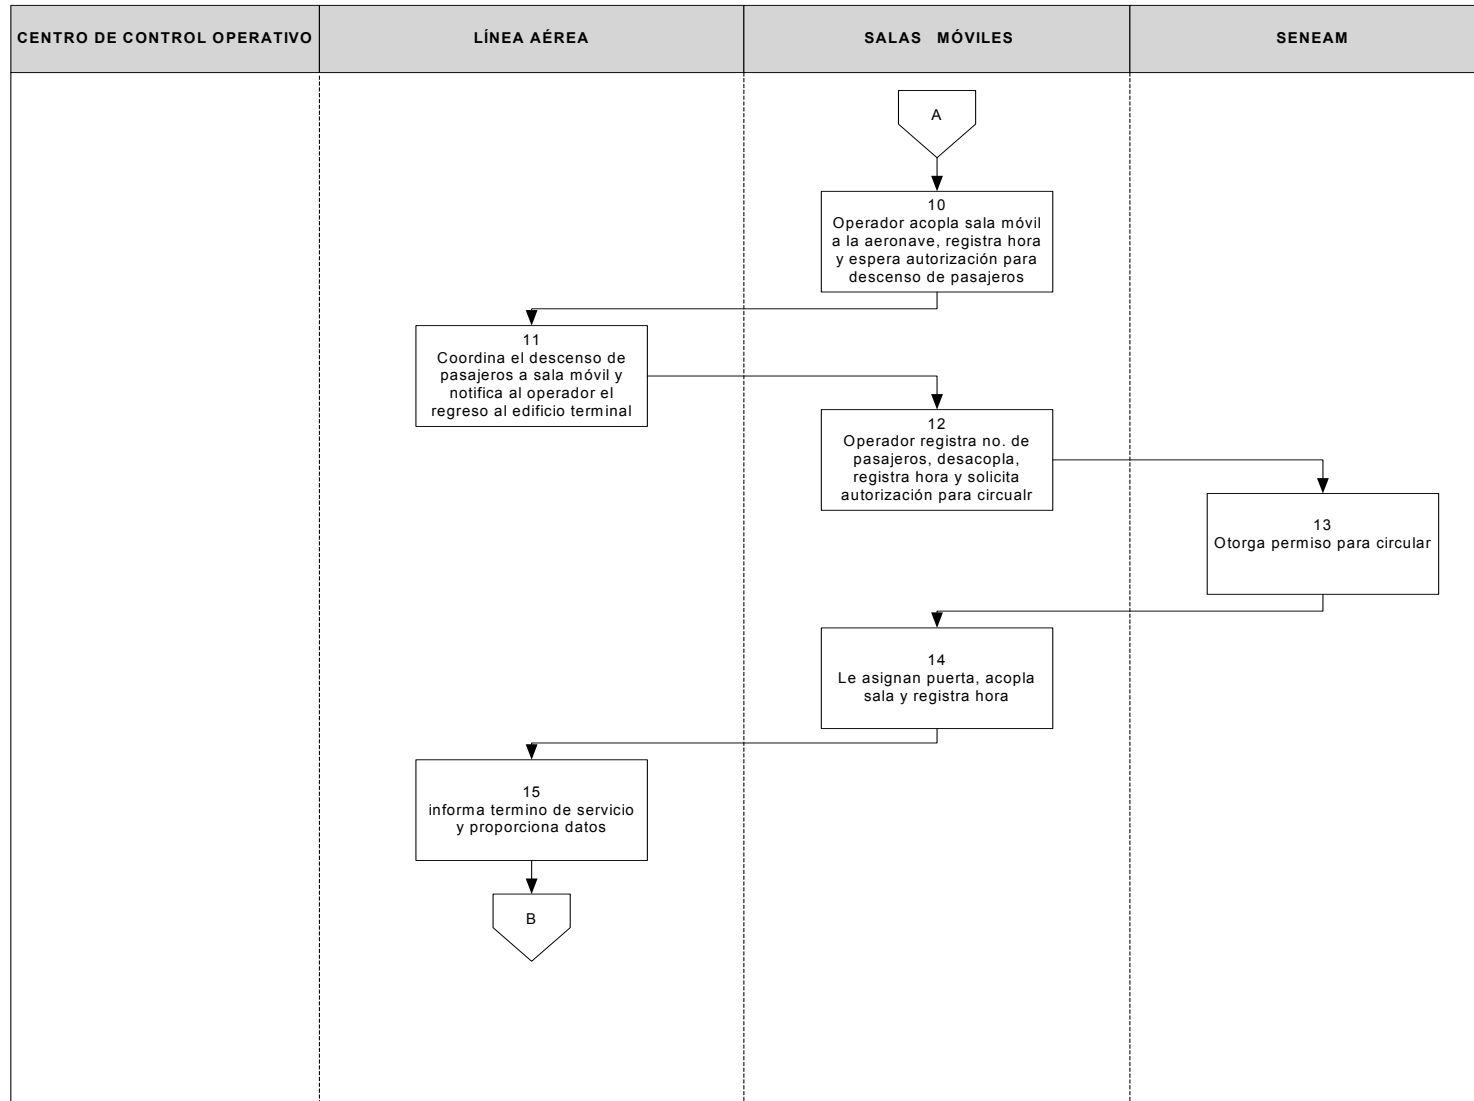 CENTRO DE CONTROL OPERATIVO
LÍNEA AÉREA
SALAS MÓVILES
SENEAM
A
10
Operador acopla sala móvil
a la aeronave, registra hora
y espera autorización para
descenso de pasajeros
11
Coordina el descenso de
pasajeros a sala móvil y
notifica al operador el
regreso al edificio terminal
12
Operador registra no. de
pasajeros, desacopla,
registra hora y solicita
autorización para circualr
13
Otorga permiso para circular
14
Le asignan puerta, acopla
sala y registra hora
15
informa termino de servicio
y proporciona datos
B